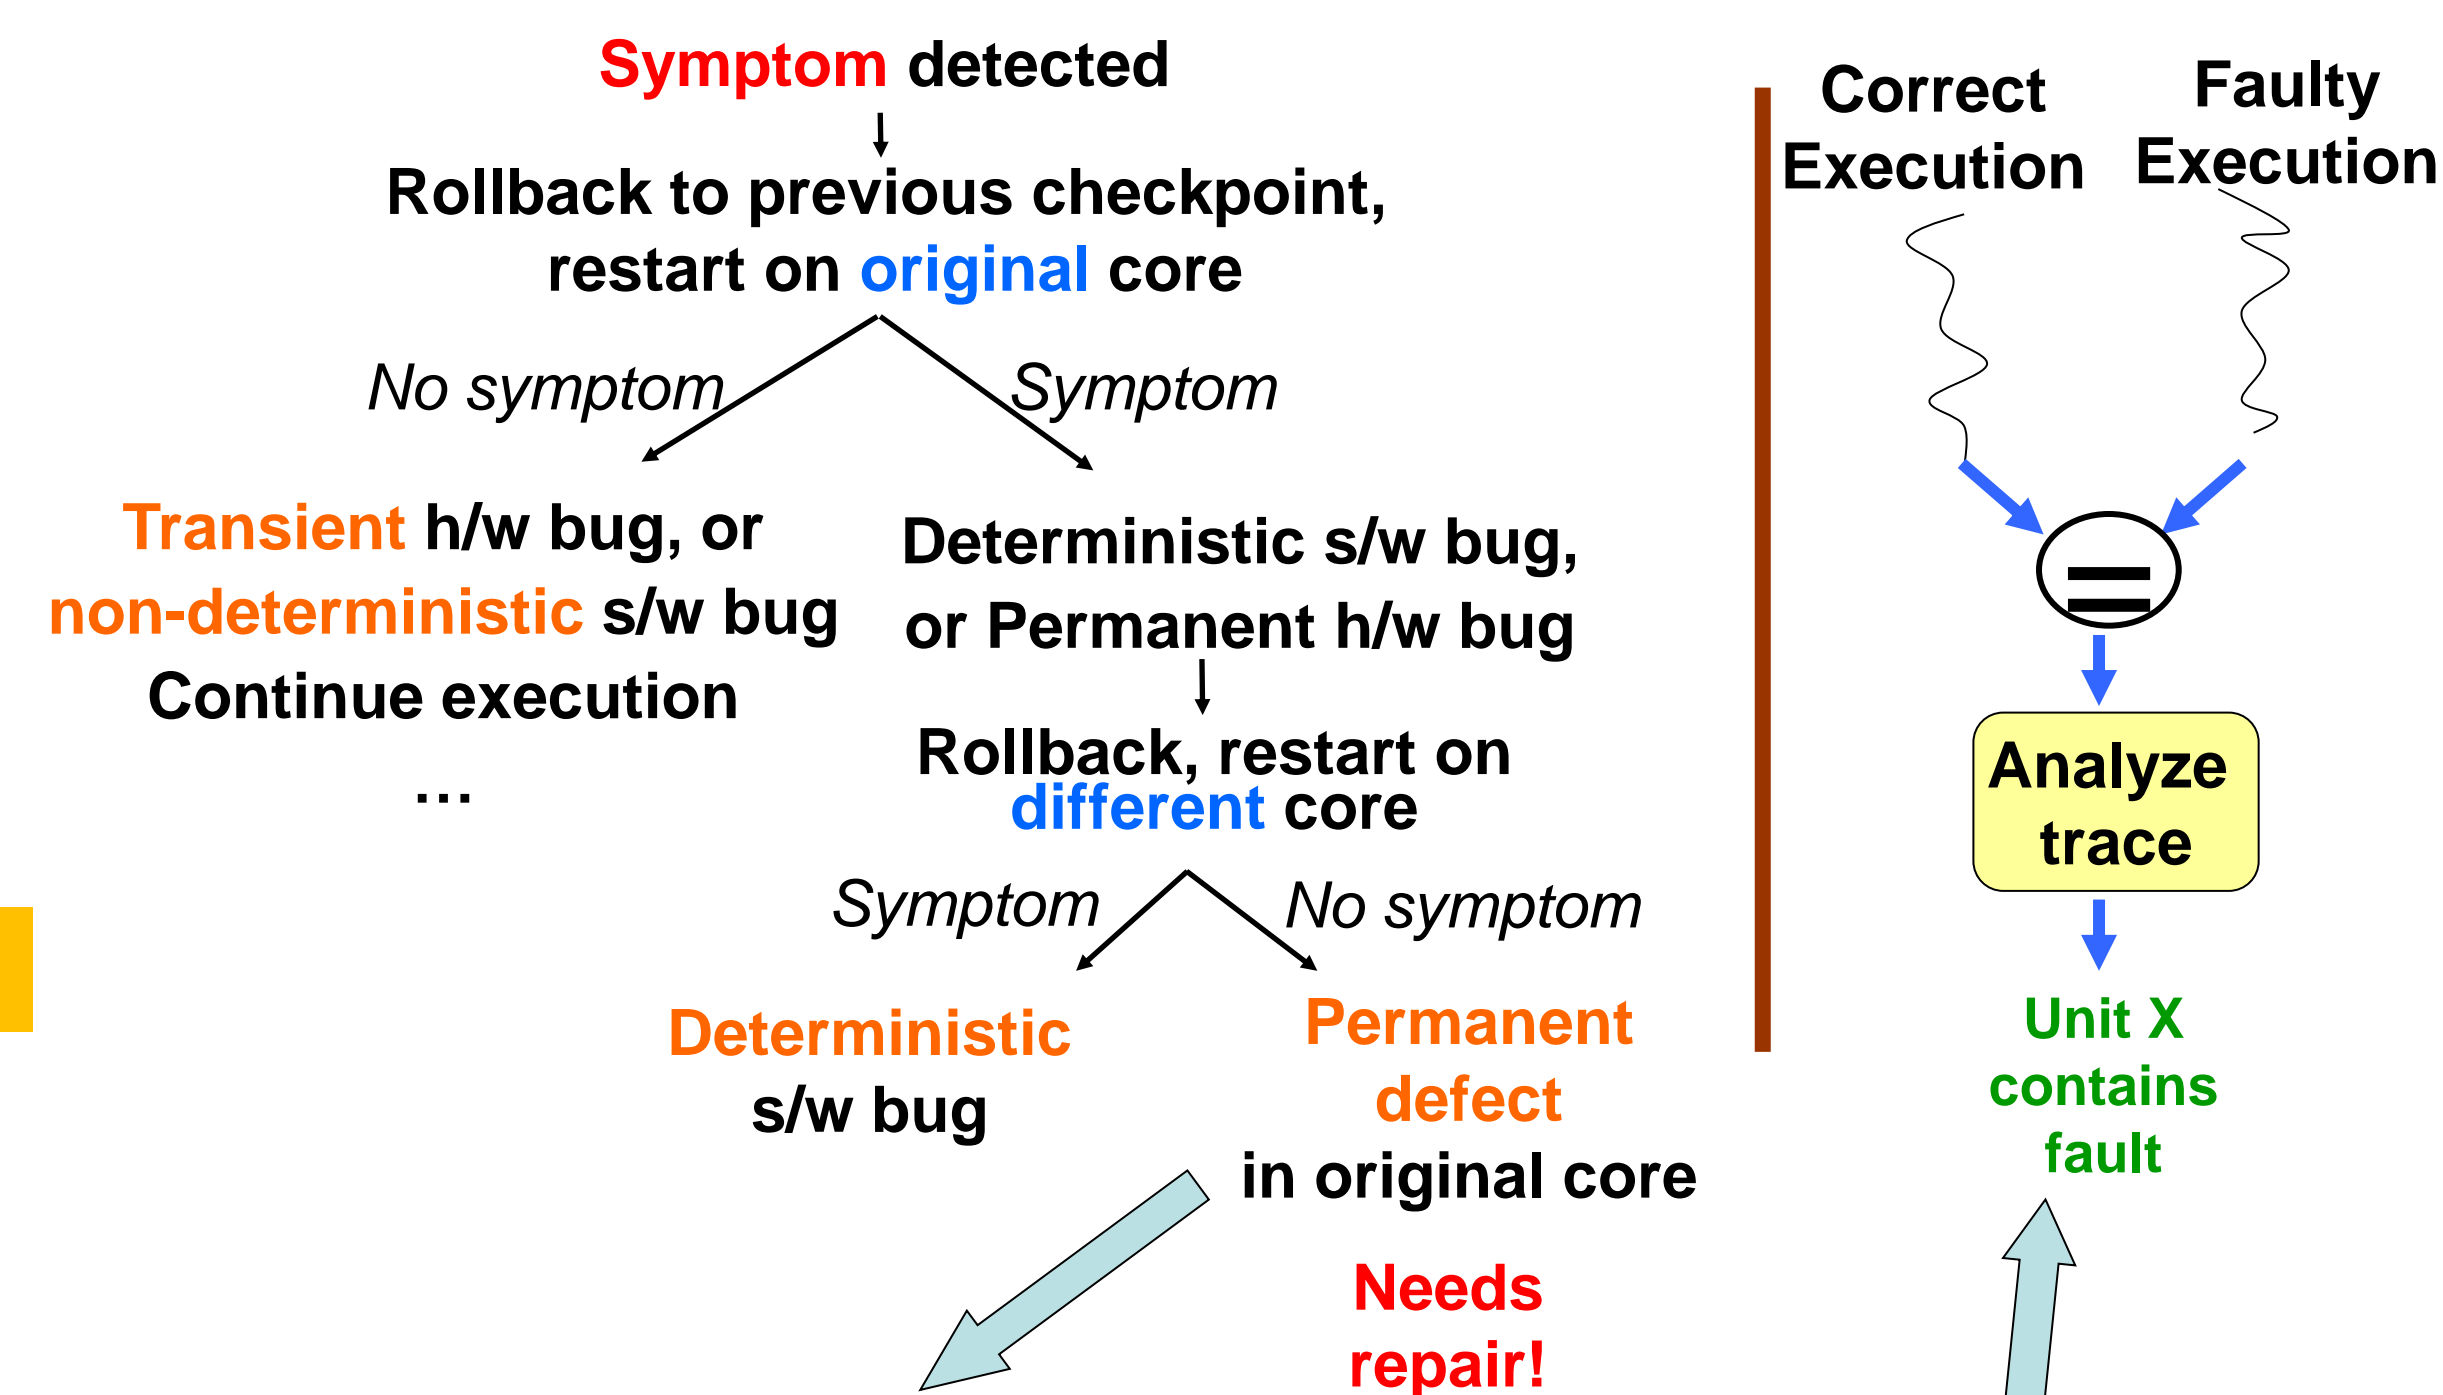 Symptom detected
Rollback to previous checkpoint,
restart on original core
No symptom
Symptom
Transient h/w bug, or
non-deterministic s/w bug
Continue execution
…
Deterministic s/w bug,
or Permanent h/w bug
Rollback, restart on
different core
Symptom
No symptom
Deterministic
s/w bug
Permanent
defect
in original core
Needs
repair!
Correct
Execution
Faulty
Execution
=
Analyze
trace
Unit X
contains
fault